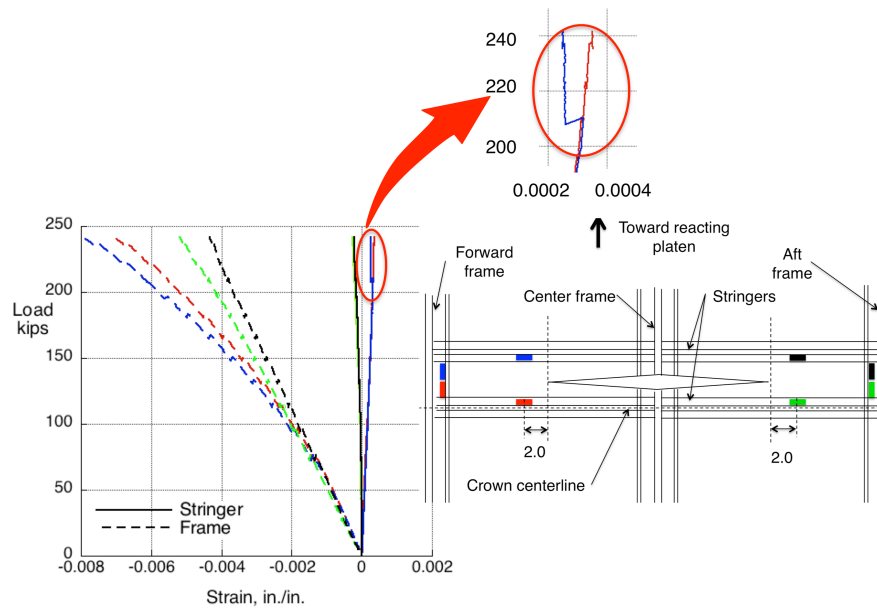 240
220
200
0.0002
0.0004
Toward reacting
platen
Forward
frame
Aft
frame
Center frame
Stringers
2.0
2.0
Crown centerline
250
200
150
100
50
0
Load
kips
Stringer
Frame
-0.008
-0.006
-0.004
-0.002
0
0.002
Strain, in./in.